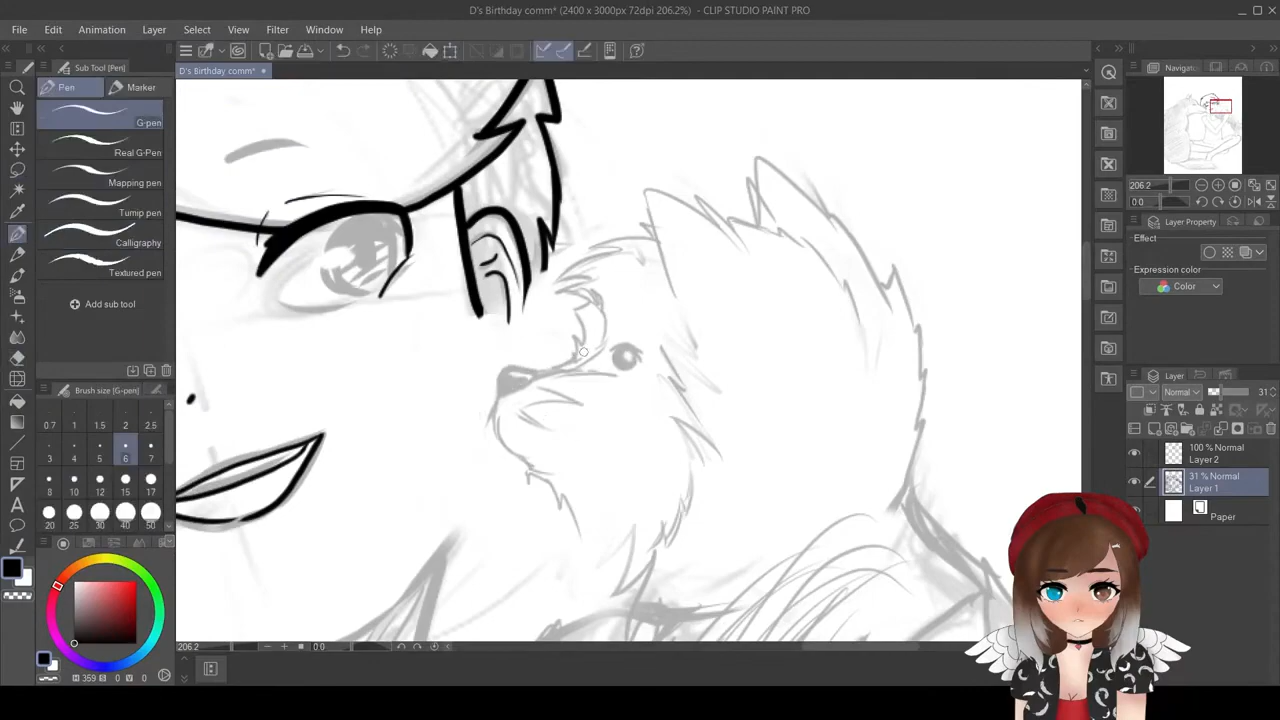 D's Birthday comm* (2400 x 3000px 72dpi 206.2%) - CLIP STUDIO PAINT PRO
File Edit Animation Layer Select View Filter Window Help
Sub Tool [Pen]
D's Birthday comm*
Navigato
Pen Marker
G-pen
Real G-Pen
Mapping pen
Turnip pen
Calligraphy
Textured pen
Add sub tool
206.2
0.0
Layer Property
Effect
Expression color
Color
Brush size [G-pen]
0.7 1 1.5 2 2.5
3 4 5 6 7
8 10 12 15 17
20 25 30 40 50
Layer
Normal 31
100 % Normal
Layer 2
31 % Normal
Layer 1
Paper
206.2 0.0
H 359 S 0 V 0